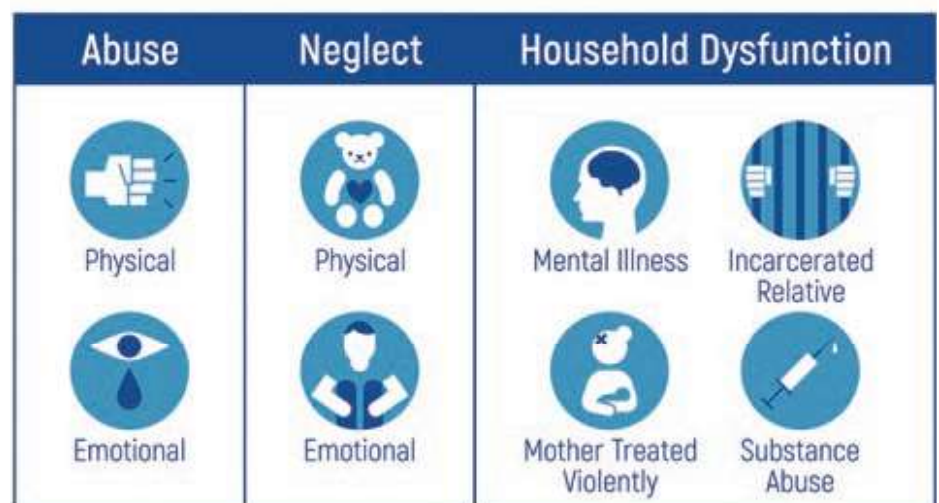 Abuse
Neglect
Household Dysfunction
Physical
Physical
Mental Illness
Incarcerated
Relative
Emotional
Emotional
Mother Treated
Violently
Substance
Abuse